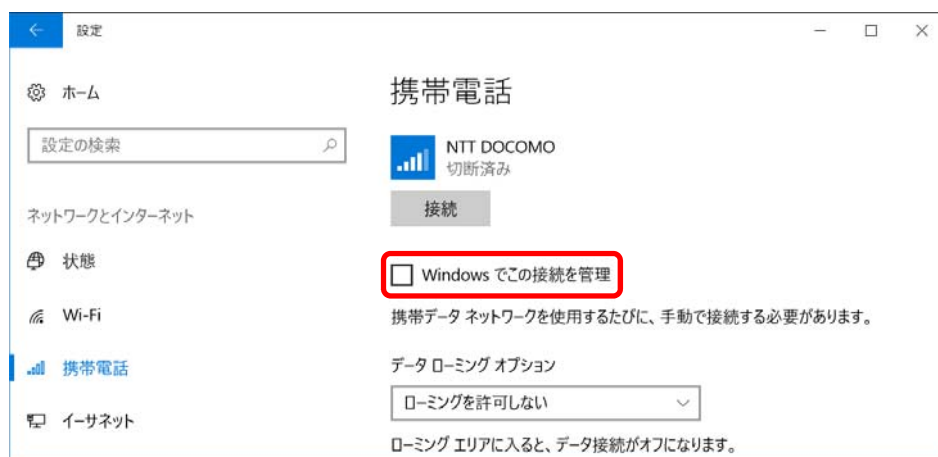 設定
ホーム
設定の検索
ネットワークとインターネット
状態
Wi-Fi
携帯電話
イーサネット
携帯電話
NTT DOCOMO
切断済み
接続
Windows でこの接続を管理
携帯データ ネットワークを使用するたびに、手動で接続する必要があります。
データ ローミング オプション
ローミングを許可しない
ローミング エリアに入ると、データ接続がオフになります。